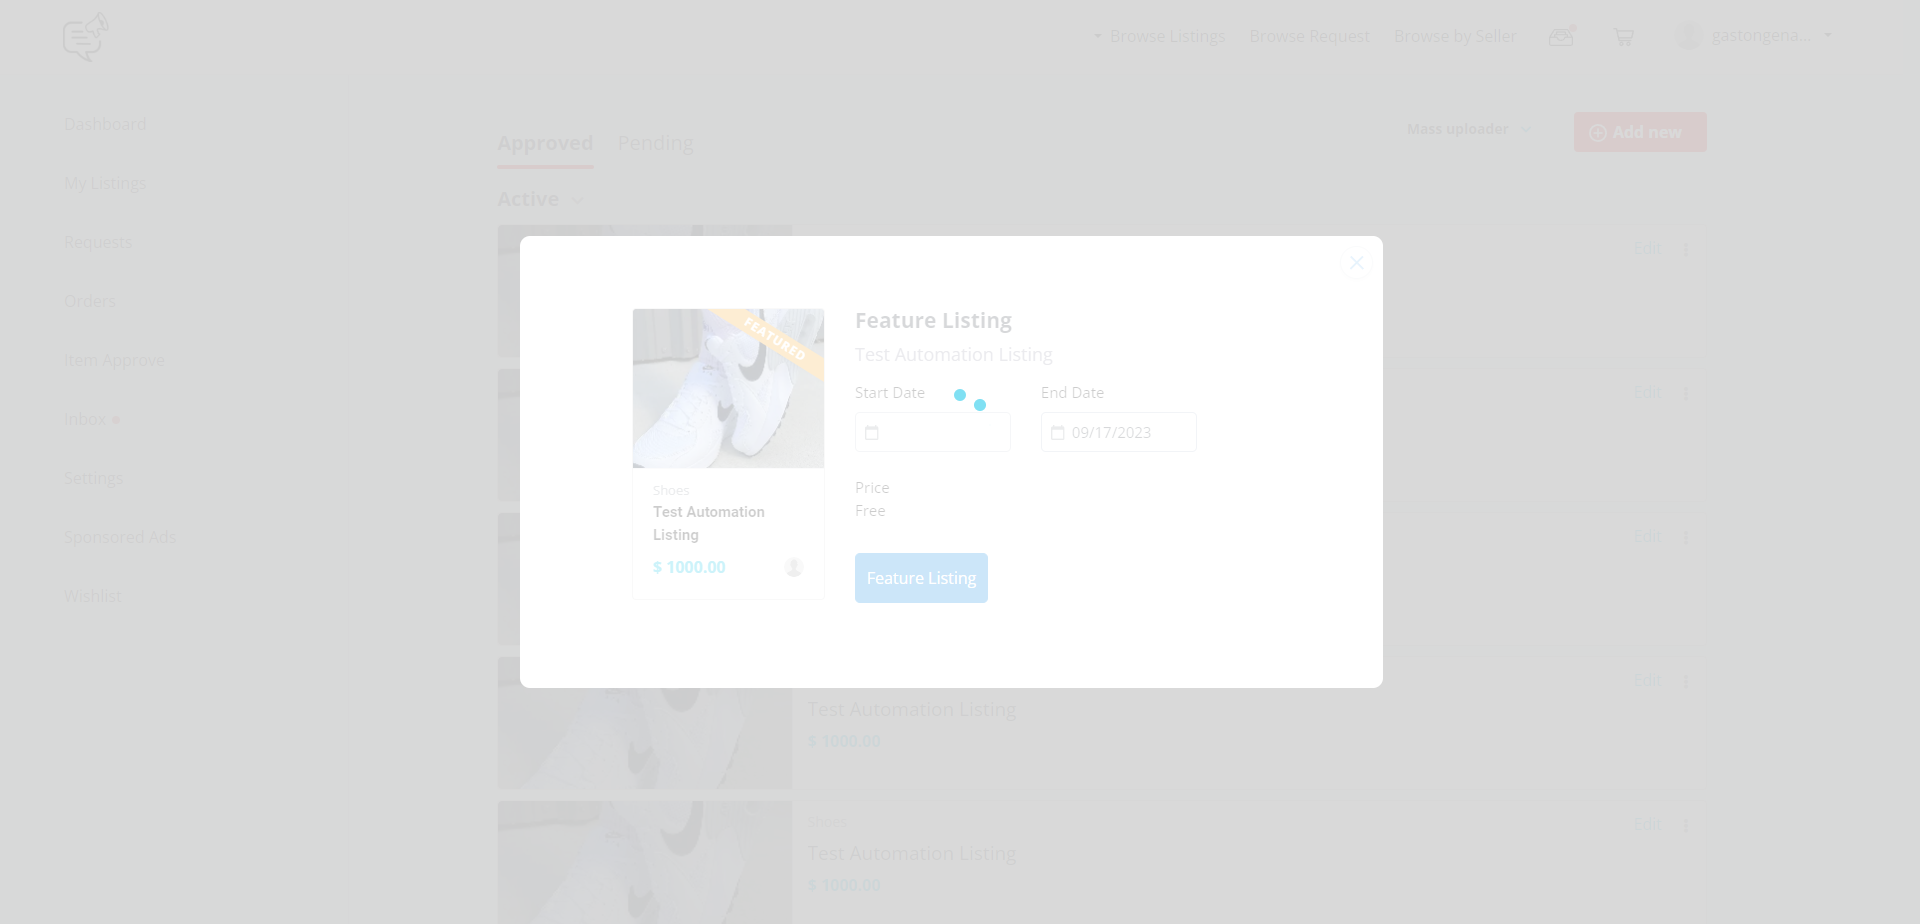 Browse Listings
Browse Request
Browse by Seller
gastongena...
Dashboard
My Listings
Requests
Orders
Item Approve
Inbox
Settings
Sponsored Ads
Wishlist
Approved
Pending
Mass uploader
Add new
Active
Edit
Edit
Edit
Edit
Edit
FEATURED
Shoes
Test Automation
Listing
$ 1000.00
Feature Listing
Test Automation Listing
Start Date
End Date
09/17/2023
Price
Free
Feature Listing
Test Automation Listing
$ 1000.00
Shoes
Test Automation Listing
$ 1000.00